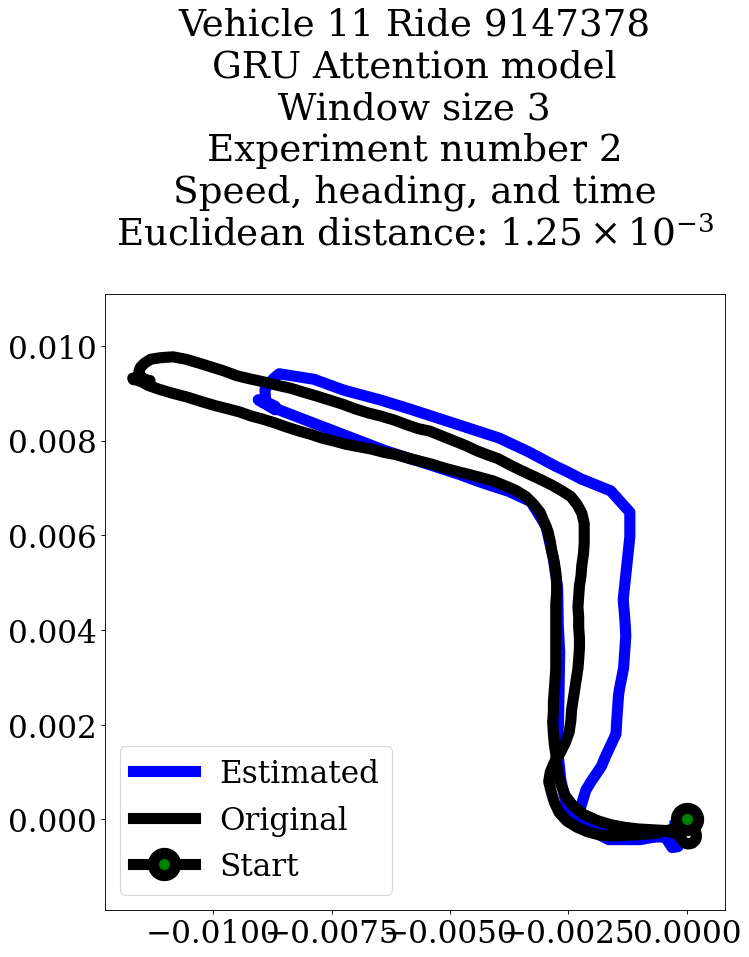 Vehicle 11 Ride 9147378
GRU Attention model
Window size 3
Experiment number 2
Speed, heading, and time
Euclidean distance: 1.25 × 10⁻³
0.010
0.008
0.006
0.004
0.002
0.000
Estimated
Original
Start
−0.0100 −0.0075 −0.0050 −0.0025 0.0000